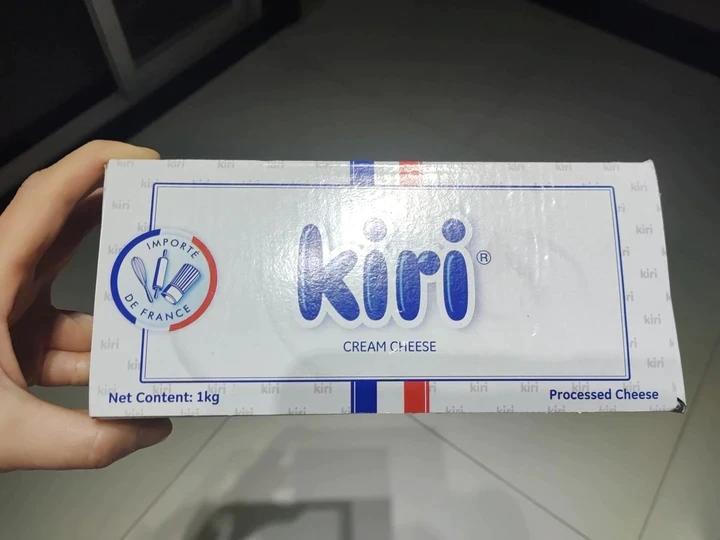 kiri®
CREAM CHEESE
IMPORTÉ
DE FRANCE
Net Content: 1kg
Processed Cheese